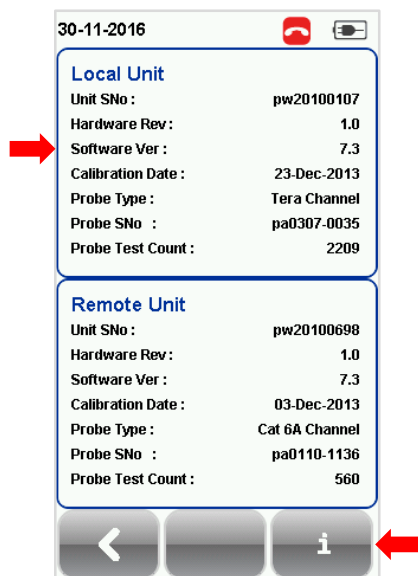 30-11-2016
Local Unit
Unit SNo : pw20100107
Hardware Rev : 1.0
Software Ver : 7.3
Calibration Date : 23-Dec-2013
Probe Type : Tera Channel
Probe SNo : pa0307-0035
Probe Test Count : 2209
Remote Unit
Unit SNo : pw20100698
Hardware Rev : 1.0
Software Ver : 7.3
Calibration Date : 03-Dec-2013
Probe Type : Cat 6A Channel
Probe SNo : pa0110-1136
Probe Test Count : 560
i